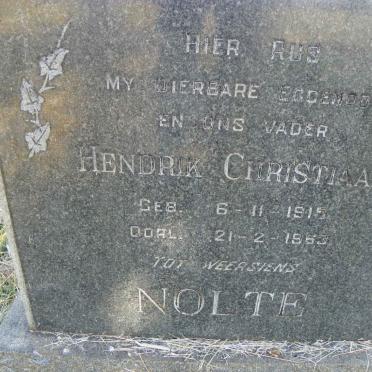 HIER RUS
MY DIERBARE
EN ONS VADER
HENDRIK CHRISTIAA
GEB. 6-11-1915
OORL. 21-2-1963
TOT WEERSIENS
NOLTE